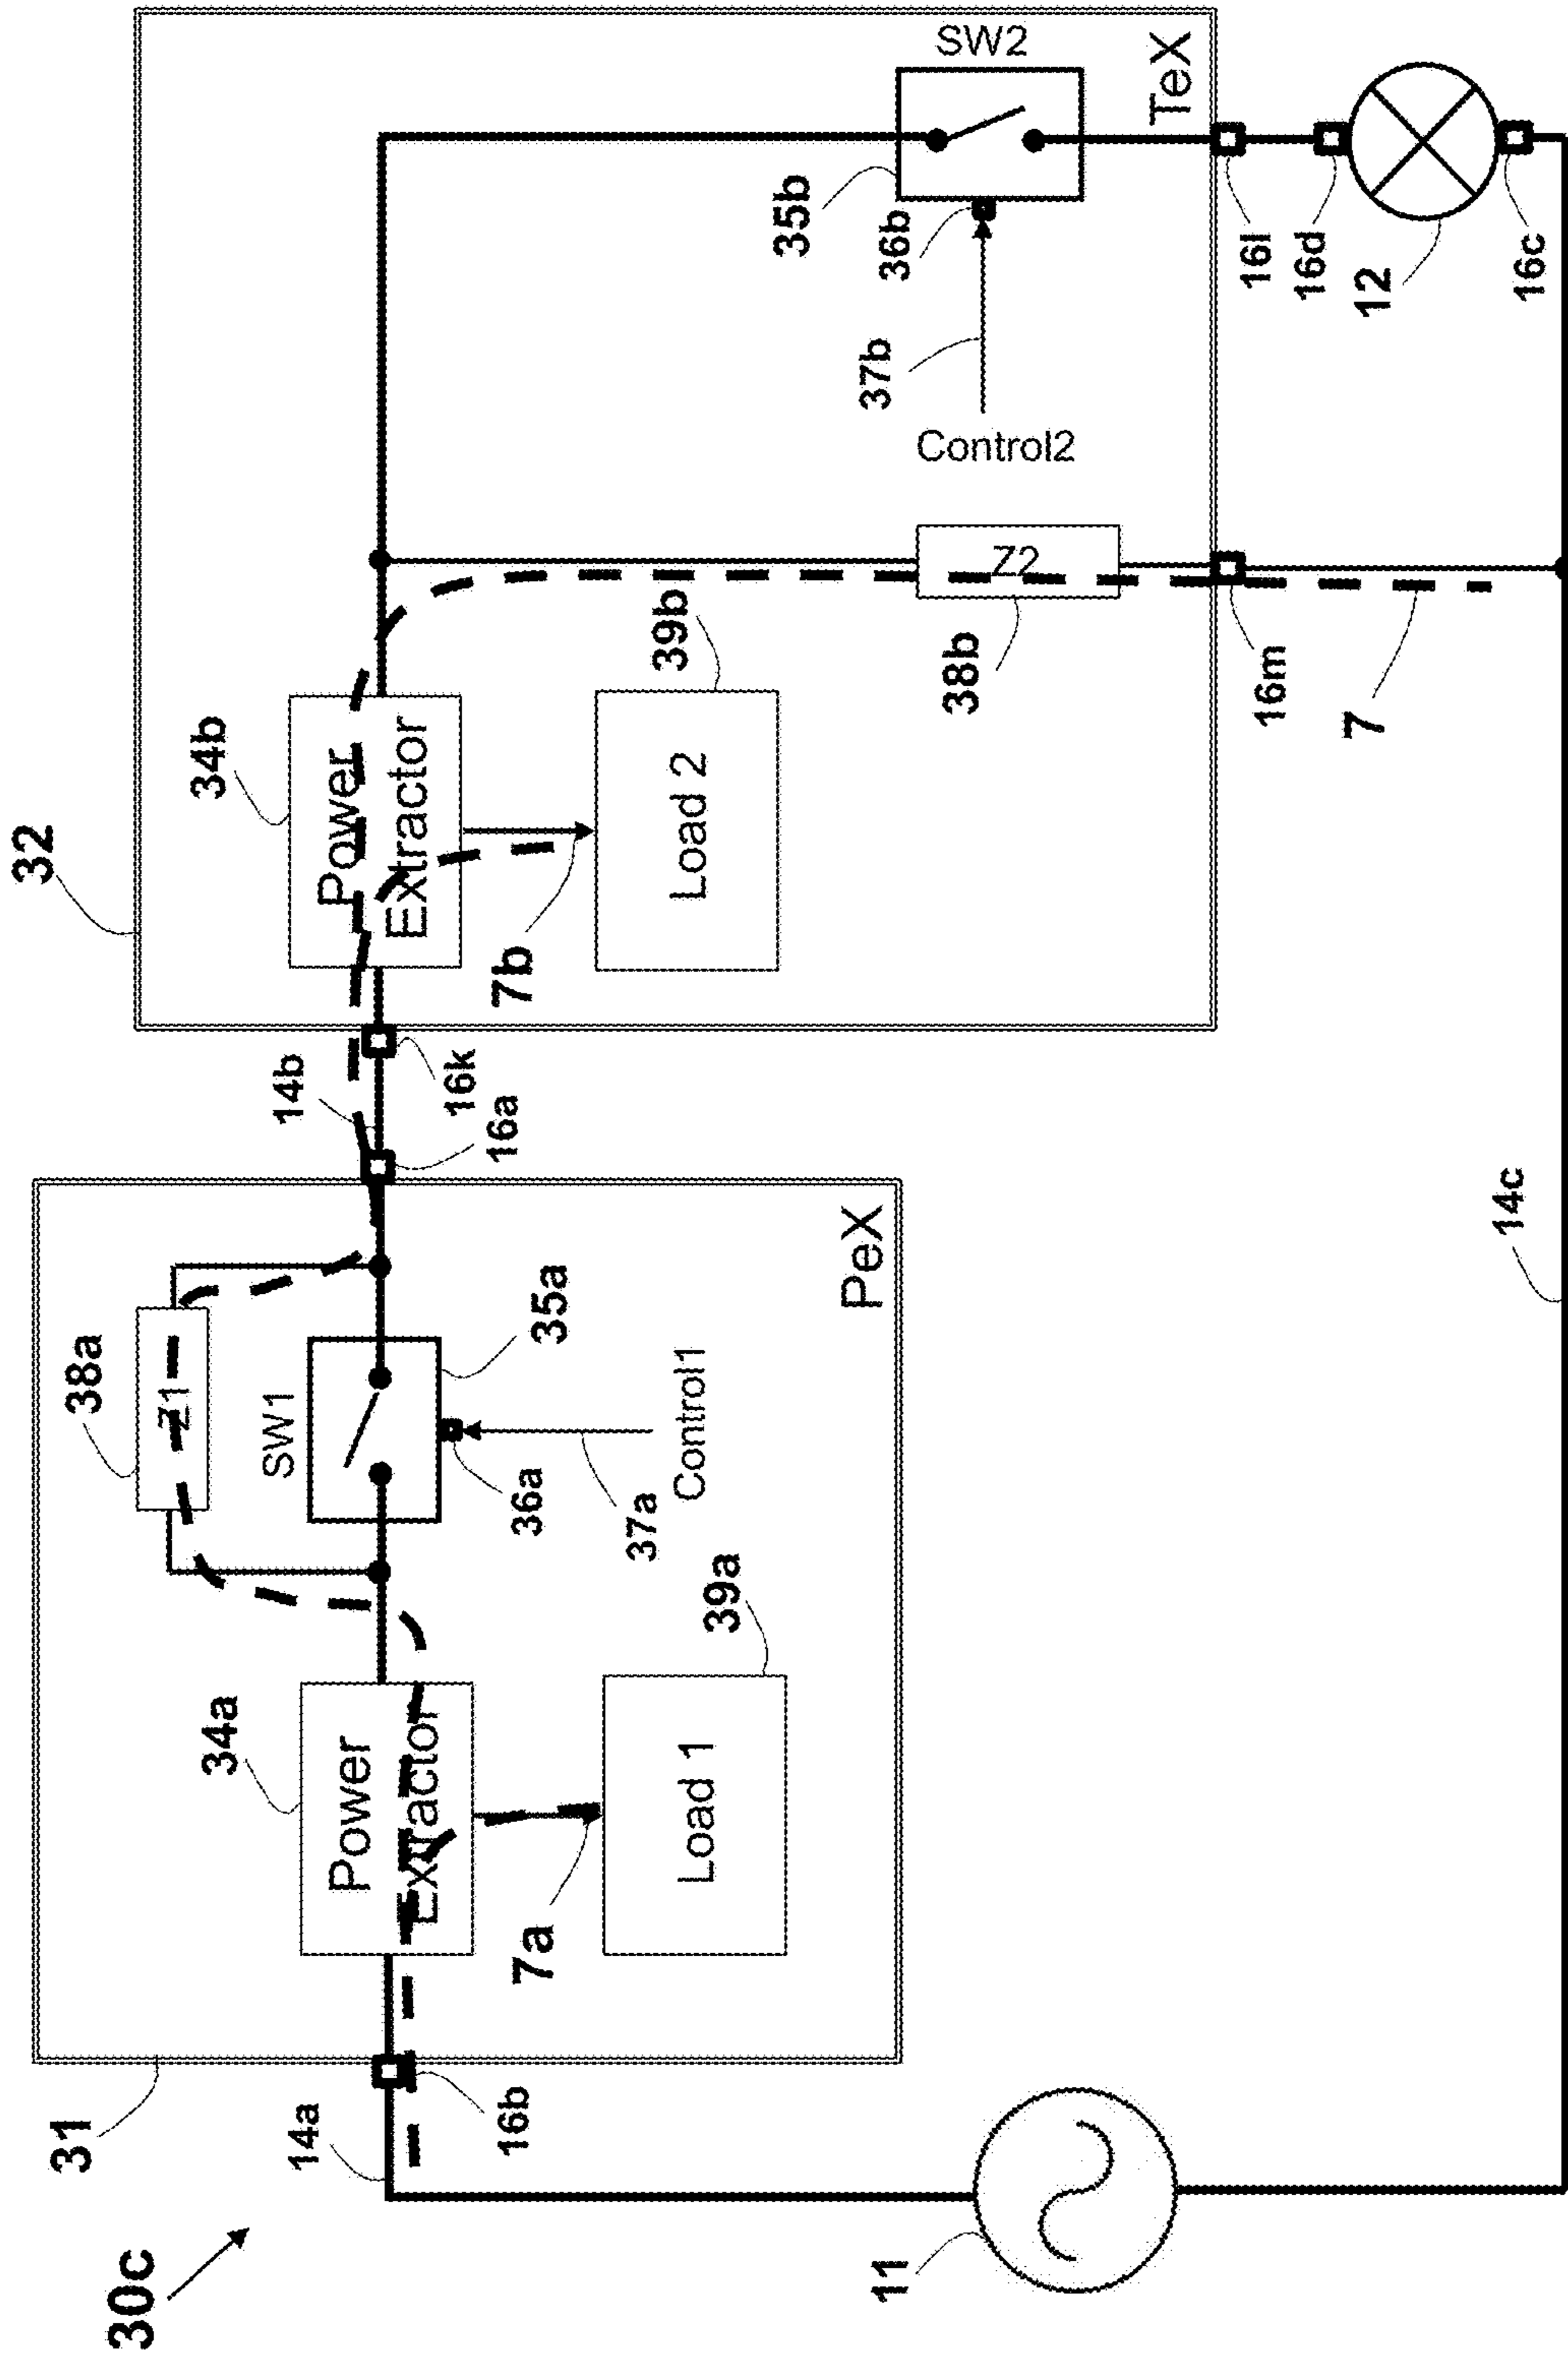 30c
31
32
14a
16b
34a
Power
Extractor
7a
Load 1
39a
38a
Z1
SW1
35a
36a
37a
Control1
PeX
16a
14b
16k
34b
Power
Extractor
7b
Load 2
39b
38b
Z2
16m
7
SW2
35b
36b
37b
Control2
TeX
16l
16d
12
16c
14c
11